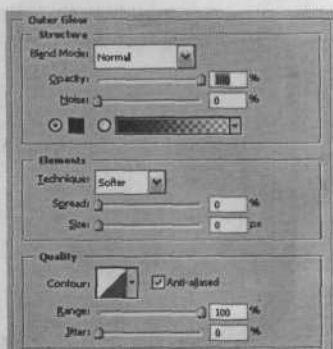 Outer Glow
Structure
Blend Mode: Normal
Opacity: %
Noise: 0 %
Elements
Technique: Softer
Spread: 0 %
Size: 0 px
Quality
Contour: Anti-aliased
Range: 100 %
Jitter: 0 %